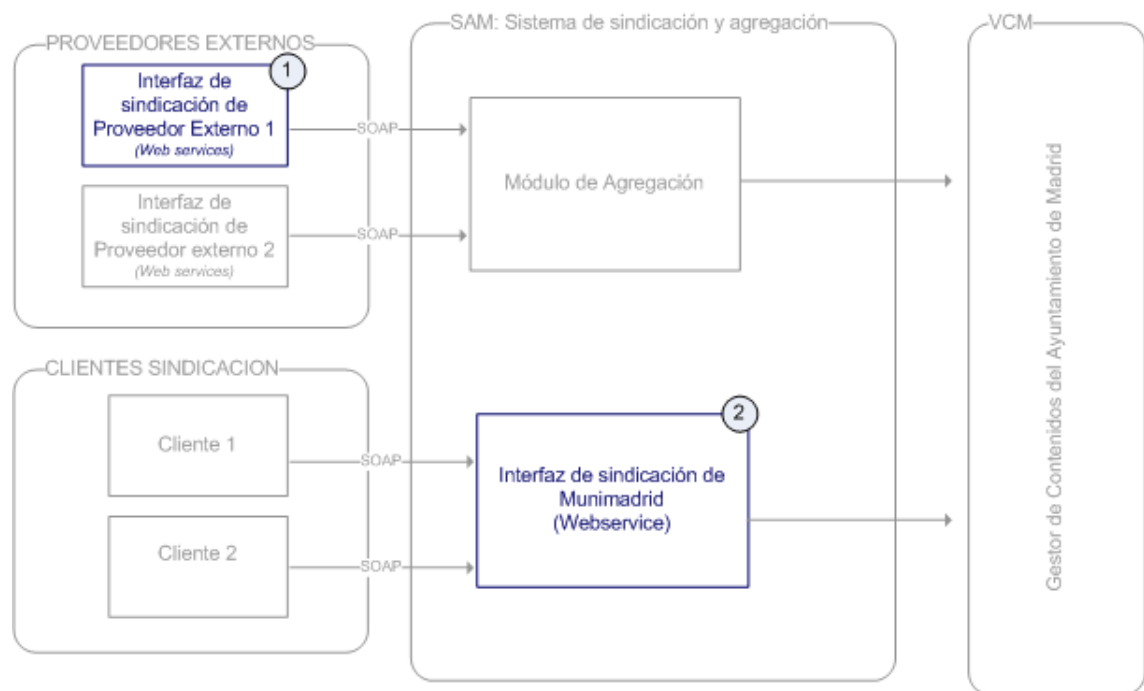 PROVEEDORES EXTERNOS
1
Interfaz de
sindicación de
Proveedor Externo 1
(Web services)
SOAP
Interfaz de
sindicación de
Proveedor externo 2
(Web services)
SOAP
CLIENTES SINDICACION
Cliente 1
SOAP
Cliente 2
SOAP
SAM: Sistema de sindicación y agregación
Módulo de Agregación
2
Interfaz de sindicación de
Munimadrid
(Webservice)
VCM
Gestor de Contenidos del Ayuntamiento de Madrid